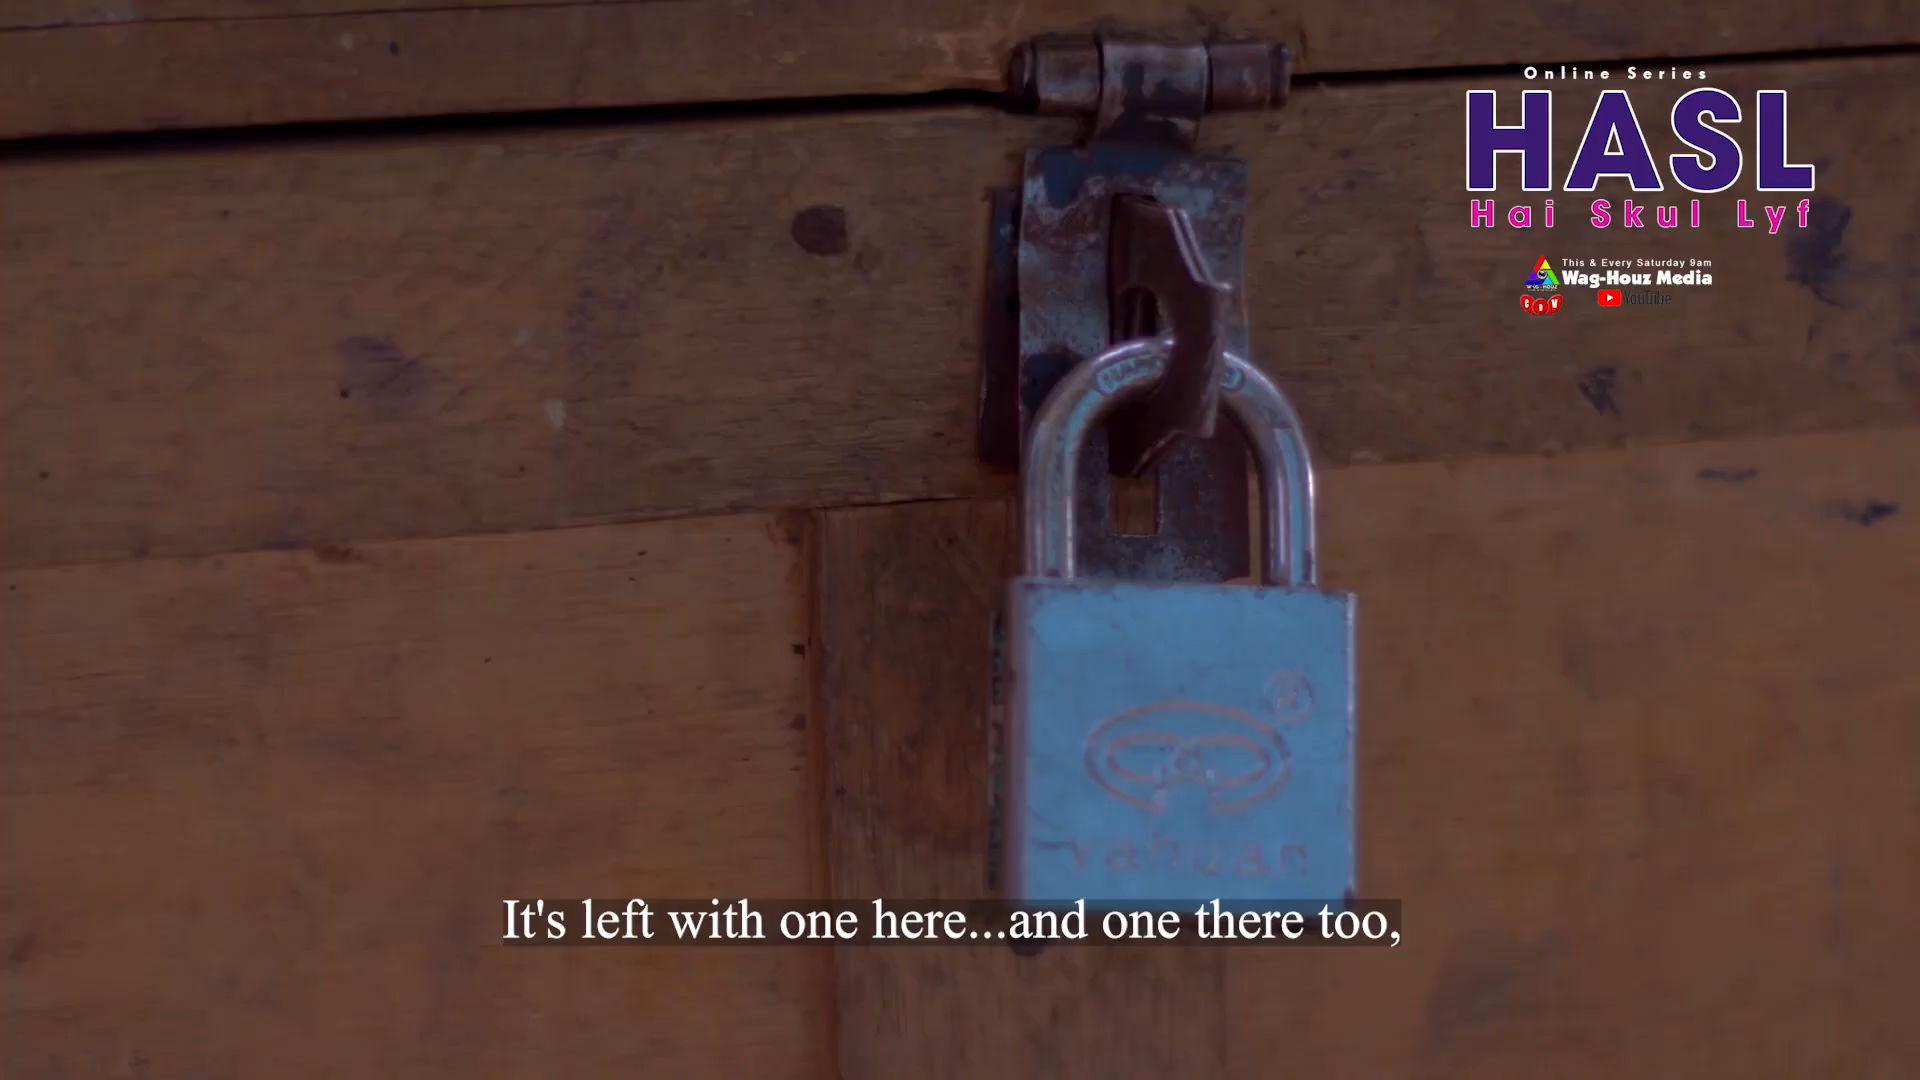 Online Series
HASL
Hai Skul Lyf
This & Every Saturday 9am
Wag-Houz Media
YouTube
It's left with one here...and one there too,